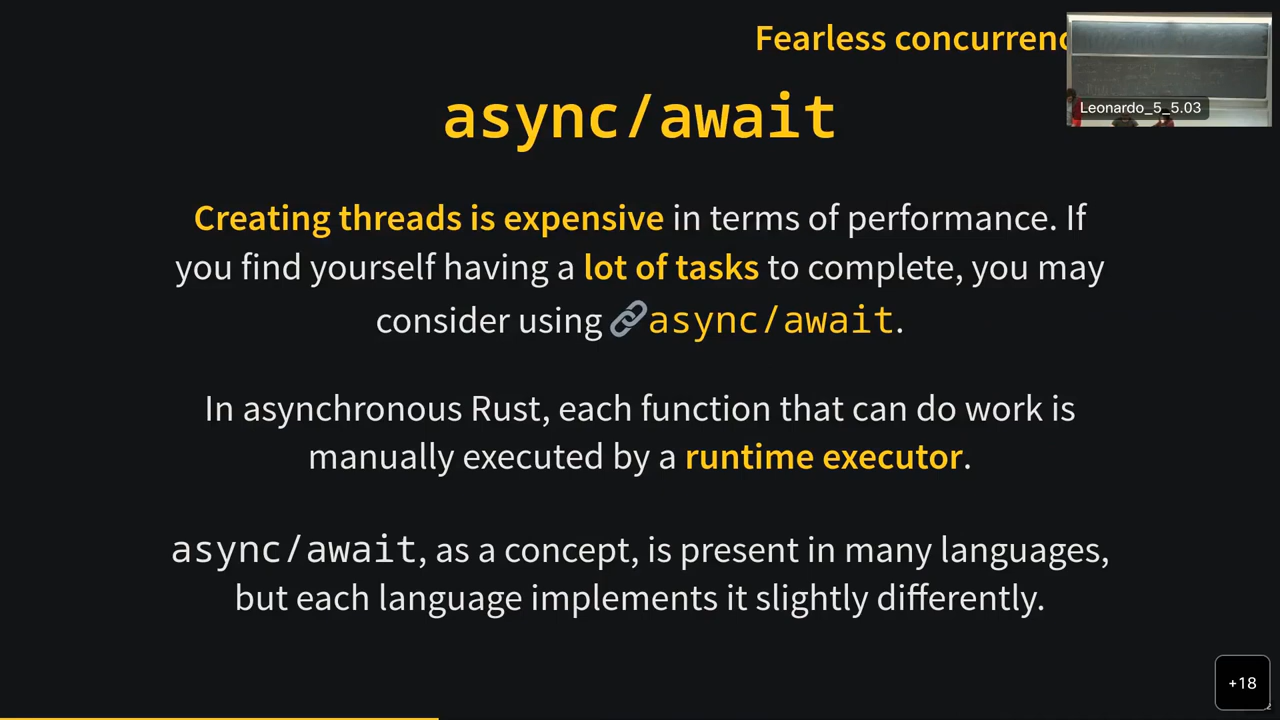 Fearless concurrenc
Leonardo_5_5.03
async/await
Creating threads is expensive in terms of performance. If
you find yourself having a lot of tasks to complete, you may
consider using 🔗async/await.
In asynchronous Rust, each function that can do work is
manually executed by a runtime executor.
async/await, as a concept, is present in many languages,
but each language implements it slightly differently.
+18